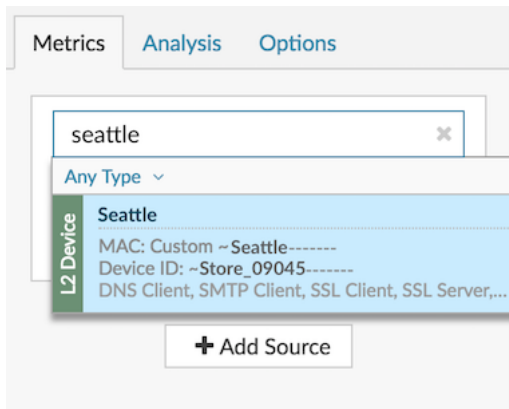 Metrics Analysis Options
seattle
Any Type
L2 Device
Seattle
MAC: Custom ~Seattle-------
Device ID: ~Store_09045-------
DNS Client, SMTP Client, SSL Client, SSL Server,...
+ Add Source